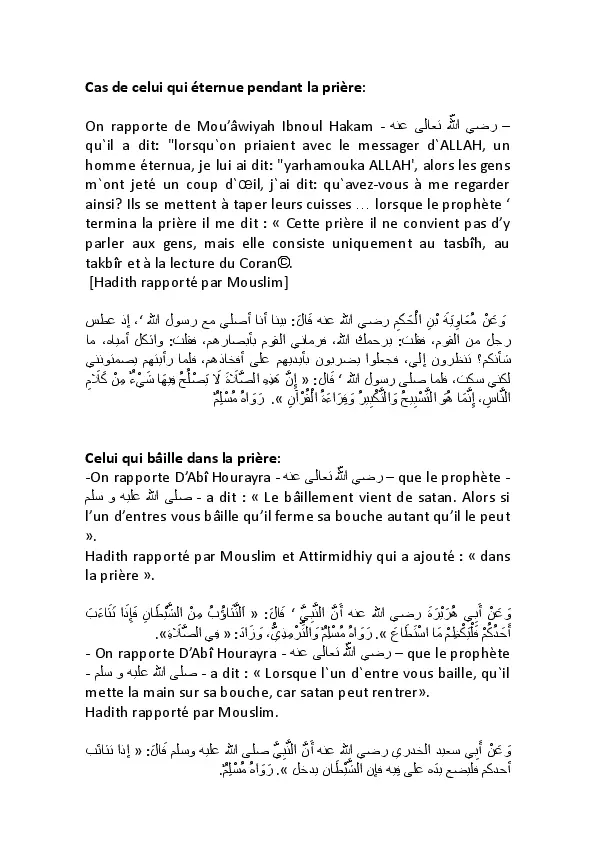 Cas de celui qui éternue pendant la prière:
On rapporte de Mou’âwiyah Ibnoul Hakam - رضي اللّه تعالى عنه –
qu`il a dit: "lorsqu`on priaient avec le messager d`ALLAH, un
homme éternua, je lui ai dit: "yarhamouka ALLAH', alors les gens
m`ont jeté un coup d`œil, j`ai dit: qu`avez-vous à me regarder
ainsi? Ils se mettent à taper leurs cuisses … lorsque le prophète ‘
termina la prière il me dit : « Cette prière il ne convient pas d’y
parler aux gens, mais elle consiste uniquement au tasbîh, au
takbîr et à la lecture du Coran©.
[Hadith rapporté par Mouslim]
وَعَنْ مُعَاوِيَةَ بْنِ الْحَكَمِ رضي الله عنه قَالَ: بينا أنا أصلي مع رسول الله ‘، إذ عطس
رجل من القوم، فقلت: يرحمك الله، فرماني القوم بأبصارهم، فقلت: واثكل أمياه، ما
شأنكم؟ تنظرون إلي، فجعلوا يضربون بأيديهم على أفخاذهم، فلما رأيتهم يصمتونني
لكني سكت، فلما صلى رسول الله ‘ قَالَ: « إِنَّ هَذِهِ الصَّلَاةَ لَا يَصْلُحُ فِيهَا شَيْءٌ مِنْ كَلَامِ
النَّاسِ، إِنَّمَا هُوَ التَّسْبِيحُ وَالتَّكْبِيرُ وَقِرَاءَةُ الْقُرْآنِ ». رَوَاهُ مُسْلِمٌ
Celui qui bâille dans la prière:
-On rapporte D’Abî Hourayra - رضي اللّه تعالى عنه – que le prophète -
صلى الله عليه و سلم - a dit : « Le bâillement vient de satan. Alors si
l’un d’entres vous bâille qu’il ferme sa bouche autant qu’il le peut
».
Hadith rapporté par Mouslim et Attirmidhiy qui a ajouté : « dans
la prière ».
وَعَنْ أَبِي هُرَيْرَةَ رضي الله عنه أَنَّ النَّبِيَّ ‘ قَالَ: « اَلتَّثَاؤُبُ مِنْ الشَّيْطَانِ فَإِذَا تَثَاءَبَ
أَحَدُكُمْ فَلْيَكْظِمْ مَا اسْتَطَاعَ ». رَوَاهُ مُسْلِمٌ وَالتِّرْمِذِيُّ، وَزَادَ: « فِي الصَّلَاةِ».
- On rapporte D’Abî Hourayra - رضي اللّه تعالى عنه – que le prophète
- صلى الله عليه و سلم - a dit : « Lorsque l`un d`entre vous baille, qu`il
mette la main sur sa bouche, car satan peut rentrer».
Hadith rapporté par Mouslim.
وَعَنْ أَبِي سعيد الخدري رضي الله عنه أَنَّ النَّبِيَّ صلى الله عليه وسلم قَالَ: « إذا تثائب
أحدكم فليضع يدَه على فِيه فإن الشَّيْطَان يدخل ». رَوَاهُ مُسْلِمٌ.